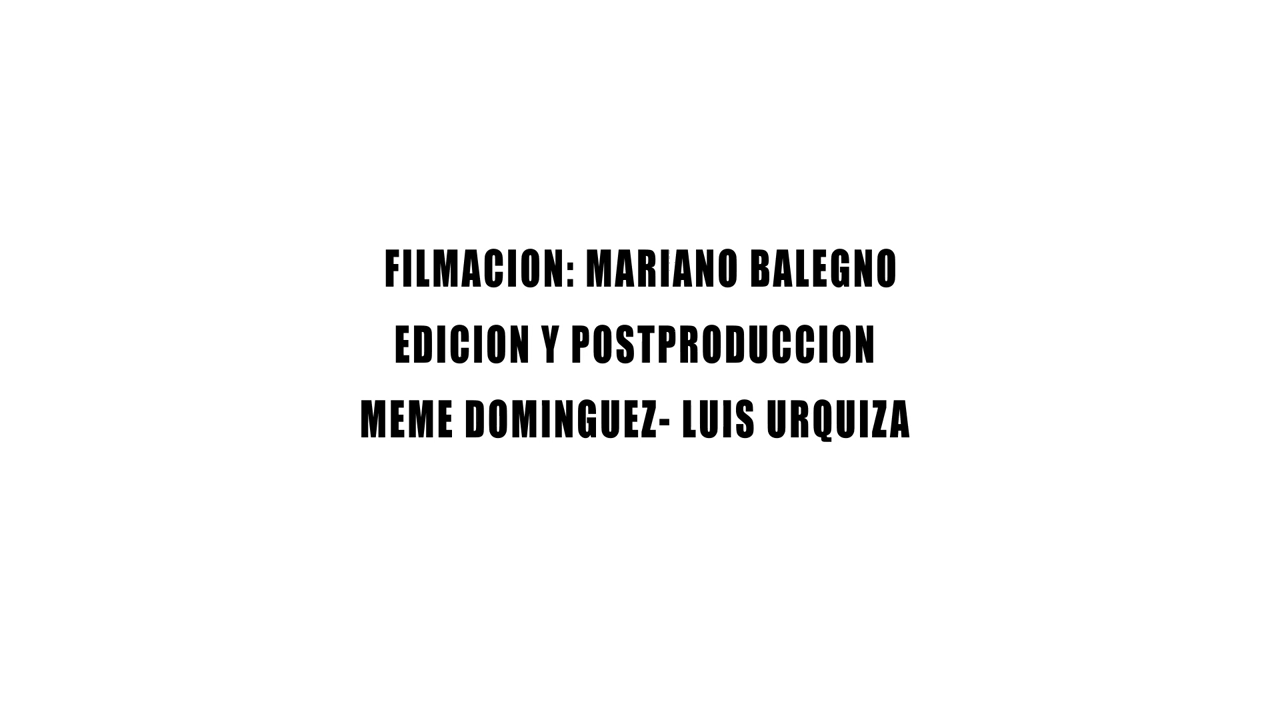 FILMACION: MARIANO BALEGNO
EDICION Y POSTPRODUCCION
MEME DOMINGUEZ- LUIS URQUIZA